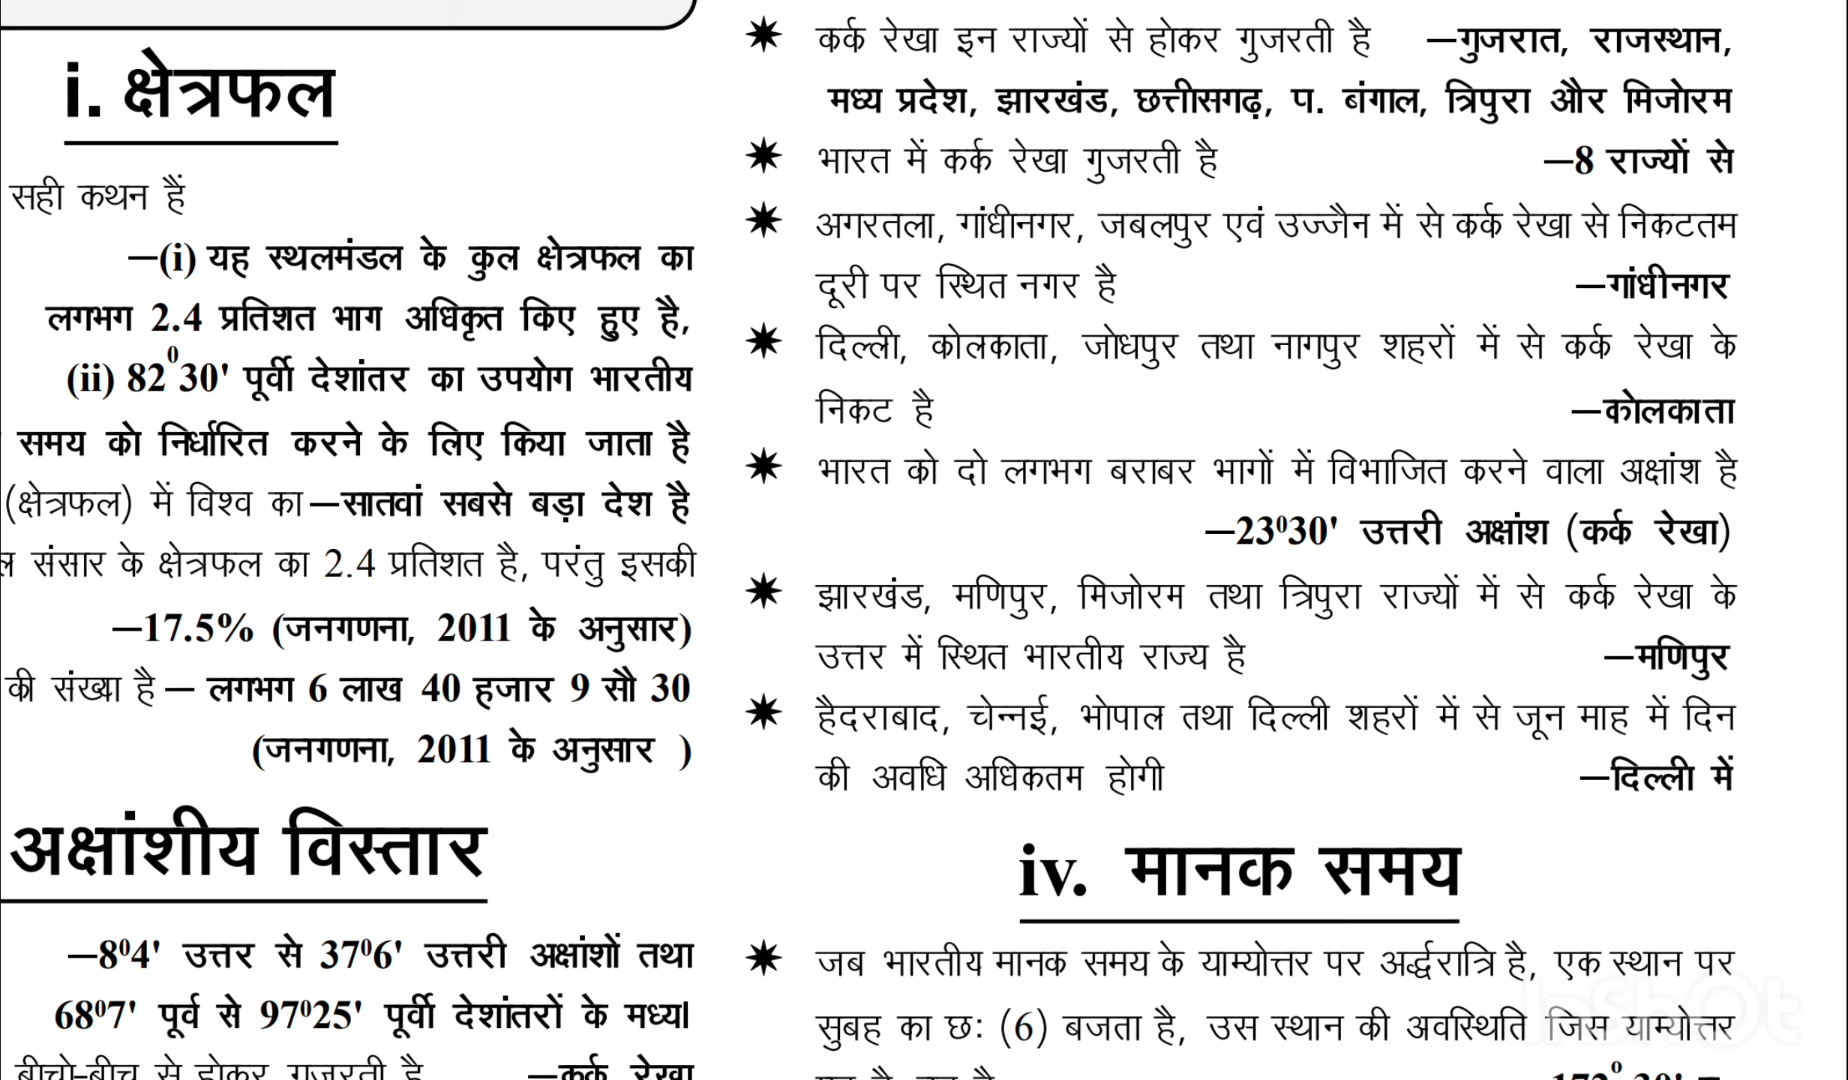 i. क्षेत्रफल
सही कथन हैं
—(i) यह स्थलमंडल के कुल क्षेत्रफल का
लगभग 2.4 प्रतिशत भाग अधिकृत किए हुए है,
(ii) 82⁰30' पूर्वी देशांतर का उपयोग भारतीय
समय को निर्धारित करने के लिए किया जाता है
(क्षेत्रफल) में विश्व का—सातवां सबसे बड़ा देश है
संसार के क्षेत्रफल का 2.4 प्रतिशत है, परंतु इसकी
—17.5% (जनगणना, 2011 के अनुसार)
की संख्या है— लगभग 6 लाख 40 हजार 9 सौ 30
(जनगणना, 2011 के अनुसार )
अक्षांशीय विस्तार
—8⁰4' उत्तर से 37⁰6' उत्तरी अक्षांशों तथा
68⁰7' पूर्व से 97⁰25' पूर्वी देशांतरों के मध्य।
बीचो-बीच से होकर गुजरती है —कर्क रेखा
✷ कर्क रेखा इन राज्यों से होकर गुजरती है —गुजरात, राजस्थान,
मध्य प्रदेश, झारखंड, छत्तीसगढ़, प. बंगाल, त्रिपुरा और मिजोरम
✷ भारत में कर्क रेखा गुजरती है —8 राज्यों से
✷ अगरतला, गांधीनगर, जबलपुर एवं उज्जैन में से कर्क रेखा से निकटतम
दूरी पर स्थित नगर है —गांधीनगर
✷ दिल्ली, कोलकाता, जोधपुर तथा नागपुर शहरों में से कर्क रेखा के
निकट है —कोलकाता
✷ भारत को दो लगभग बराबर भागों में विभाजित करने वाला अक्षांश है
—23⁰30' उत्तरी अक्षांश (कर्क रेखा)
✷ झारखंड, मणिपुर, मिजोरम तथा त्रिपुरा राज्यों में से कर्क रेखा के
उत्तर में स्थित भारतीय राज्य है —मणिपुर
✷ हैदराबाद, चेन्नई, भोपाल तथा दिल्ली शहरों में से जून माह में दिन
की अवधि अधिकतम होगी —दिल्ली में
iv. मानक समय
✷ जब भारतीय मानक समय के याम्योत्तर पर अर्द्धरात्रि है, एक स्थान पर
सुबह का छः (6) बजता है, उस स्थान की अवस्थिति जिस याम्योत्तर
InShOt